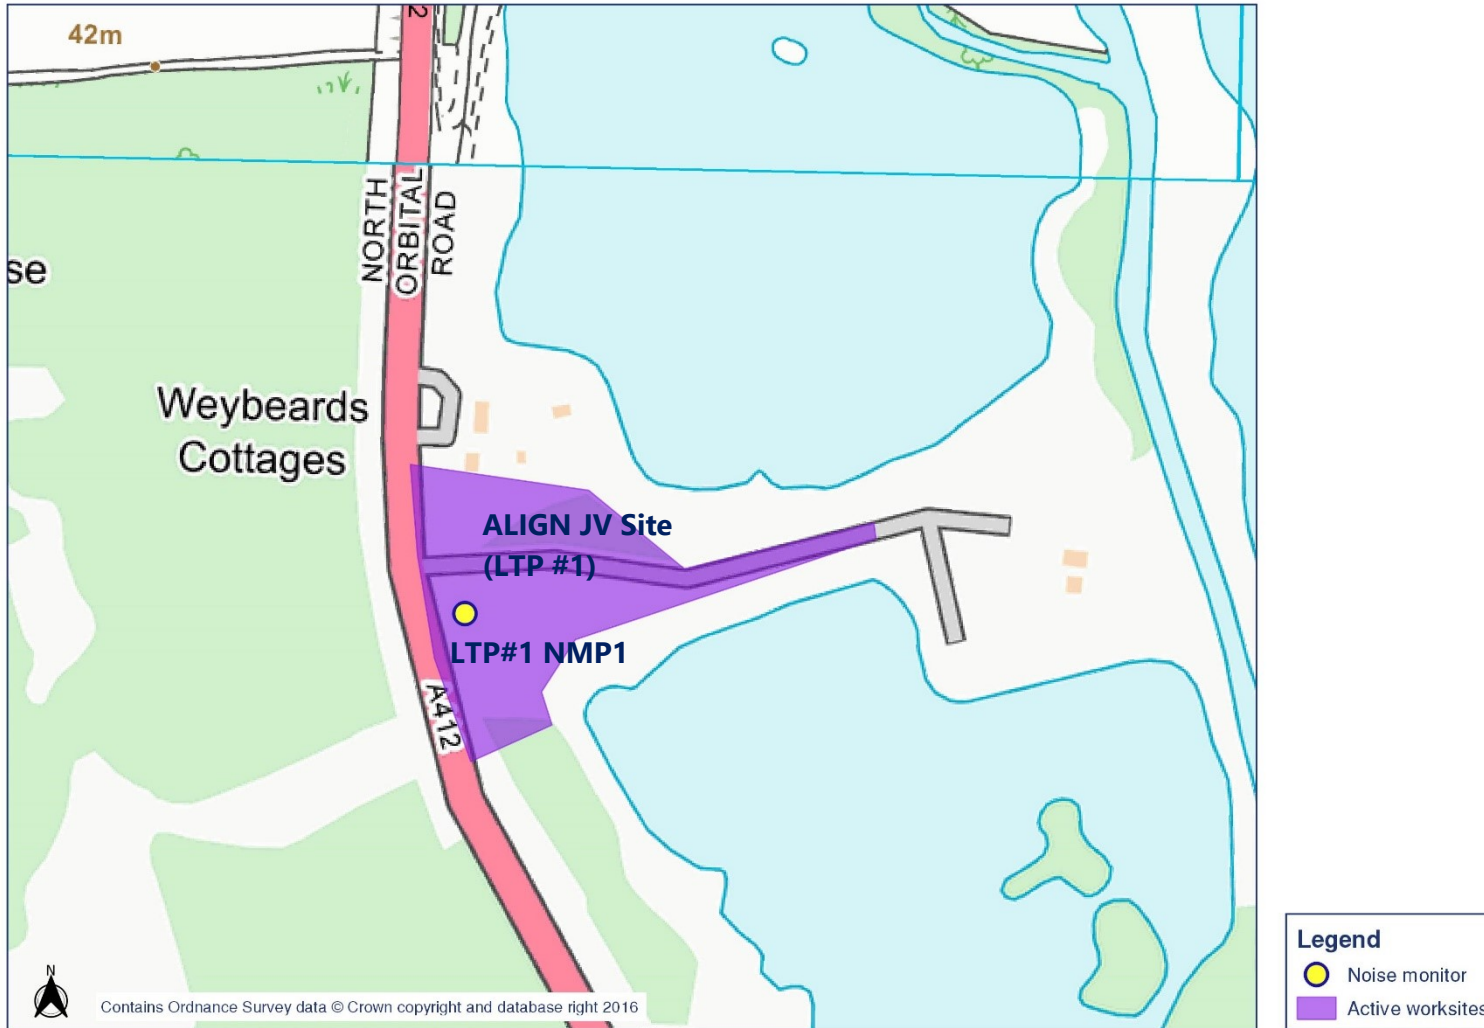 2
42m
NORTH
ORBITAL
ROAD
se
Weybeards
Cottages
ALIGN JV Site
(LTP #1)
LTP#1 NMP1
A412
N
Contains Ordnance Survey data © Crown copyright and database right 2016
Legend
Noise monitor
Active worksites